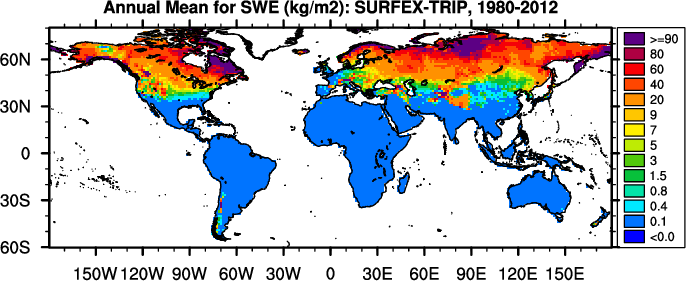 Annual Mean for SWE (kg/m2): SURFEX-TRIP, 1980-2012
60N
30N
0
30S
60S
150W 120W 90W 60W 30W 0 30E 60E 90E 120E 150E
>=90
80
60
40
20
9
7
5
3
1.5
0.8
0.4
0.1
<0.0